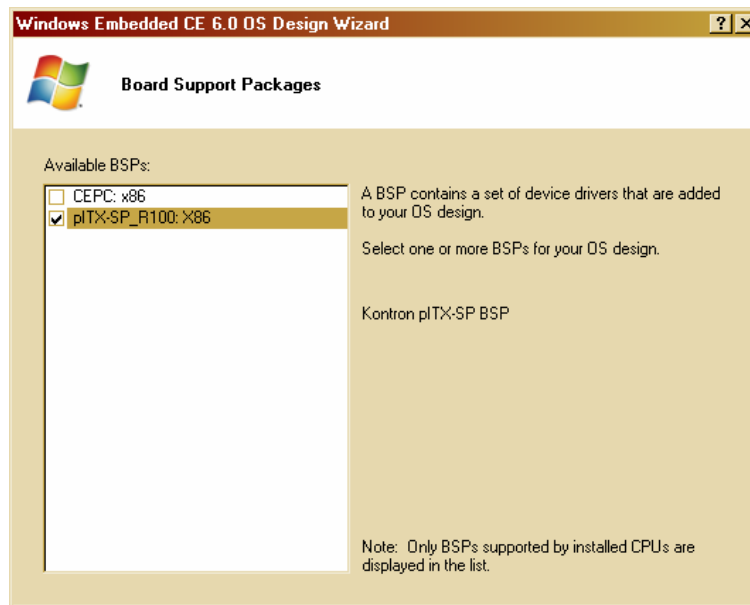 Windows Embedded CE 6.0 OS Design Wizard
Board Support Packages
Available BSPs:
CEPC: x86
pITX-SP_R100: X86
A BSP contains a set of device drivers that are added
to your OS design.
Select one or more BSPs for your OS design.
Kontron pITX-SP BSP
Note: Only BSPs supported by installed CPUs are
displayed in the list.